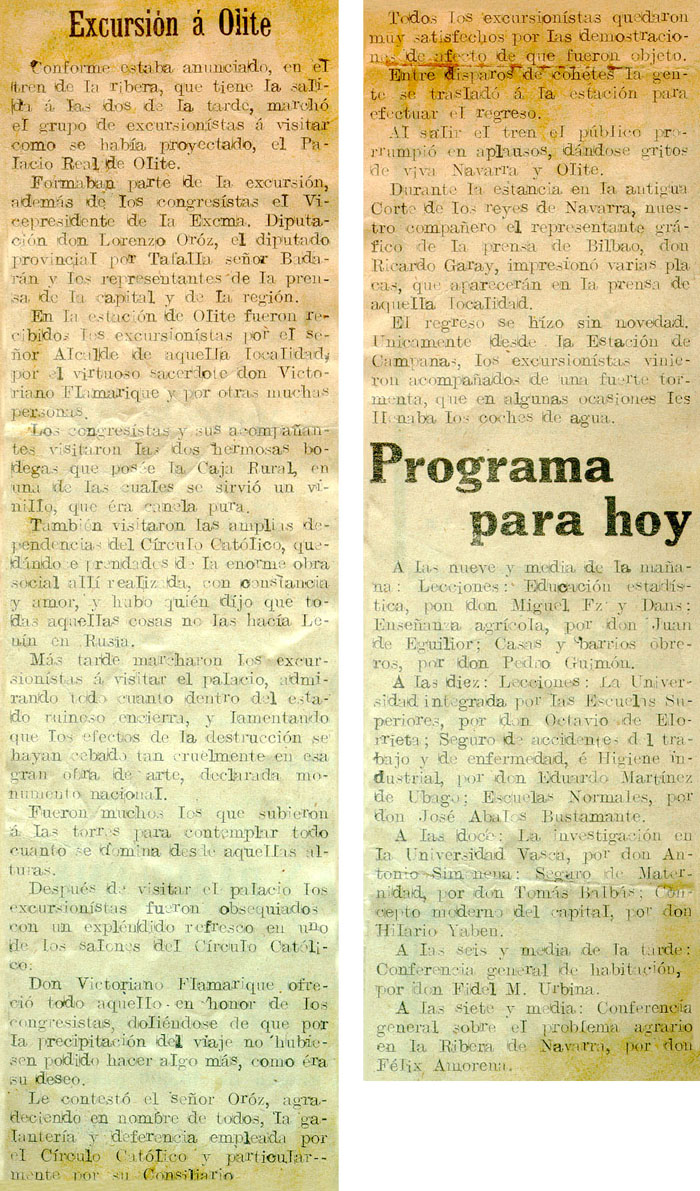 Excursión á Olite
Conforme estaba anunciado, en el
tren de la ribera, que tiene la sali-
da á las dos de la tarde, marchó
el grupo de excursionístas á visitar
como se había proyectado, el Pa-
lacio Real de Olite.
Formaban parte de la excursión,
además de los congresístas el Vi-
cepresidente de la Excma. Diputa-
ción don Lorenzo Oróz, el diputado
provincial por Tafalla señor Bada-
rán y los representantes de la pren-
sa de la capital y de la región.
En la estación de Olite fueron re-
cibidos los excursionístas por el se-
ñor Alcalde de aquella localidad,
por el virtuoso sacerdote don Victo-
riano Flamarique y por otras muchas
personas.
Los congresístas y sus acompañan-
tes visitaron las dos hermosas bo-
degas que posée la Caja Rural, en
una de las cuales se sirvió un vi-
nillo, que éra canela pura.
También visitaron las amplias de-
pendencias del Círculo Católico, que-
dándo e prendados de la enorme obra
social allí realiz da, con constancia
y amor, y hubo quién dijo que to-
das aquellas cosas no las hacía Le-
nín en Rusia.
Más tarde marcharon los excur-
sionístas á visitar el palacio, admi-
rando todo cuanto dentro del esta-
do ruinoso encierra, y lamentando
que los efectos de la destrucción se
hayan cebado tan cruelmente en esa
gran obra de arte, declarada mo-
numento nacional.
Fueron muchos los que subieron
á las torres para contemplar todo
cuanto se domina desde aquellas al-
turas.
Después de visitar el palacio los
excursionístas fueron obsequiados
con un expléndido refresco en uno
de los salones del Círculo Católi-
co.
Don Victoriano Flamarique ofre-
ció todo aquello en honor de los
congresistas, doliéndose de que por
la precipitación del viaje no hubie-
sen podido hacer algo más, como éra
su deseo.
Le contestó el señor Oróz, agra-
deciendo en nombre de todos, la ga-
lantería y deferencia empleada por
el Círculo Católico y particular-
mente por su Consiliario
Todos los excursionístas quedaron
muy satisfechos por las demostracio-
nes de afecto de que fueron objeto.
Entre disparos de cohétes la gen-
te se trasladó á la estación para
efectuar el regreso.
Al salir el tren el público pro-
rrumpió en aplausos, dándose gritos
de viva Navarra y Olite.
Durante la estancia en la antigua
Corte de los reyes de Navarra, nues-
tro compañero el representante grá-
fico de la prensa de Bilbao, don
Ricardo Garay, impresionó varias pla
cas, que aparecerán en la prensa de
aquella localidad.
El regreso se hízo sin novedad.
Unicamente desde la Estación de
Campanas, los excursionístas vinie-
ron acompañados de una fuerte tor-
menta, que en algunas ocasiones les
llenaba los coches de agua.
Programa
para hoy
A las nueve y media de la maña-
na: Lecciones: Educación estadís-
tica, pon don Miguel Fz y Dans;
Enseñanza agrícola, por don Juan
de Eguilior; Casas y barrios obre-
ros, por don Pedro Guimón.
A las diez: Lecciones: La Univer-
sidad integrada por las Escuelas Su-
periores, por don Octavio de Elo-
rrieta; Seguro de accidentes del tra-
bajo y de enfermedad, é Higiene in-
dustrial, por don Eduardo Martínez
de Ubago; Escuelas Normales, por
don José Abalos Bustamante.
A las doce: La investigación en
la Universidad Vasca, por don An-
tonio Simonena; Seguro de Mater-
nidad, por don Tomás Balbás; Con-
cepto moderno del capital, por don
Hilario Yaben.
A las seis y media de la tarde:
Conferencia general de habitación,
por don Fidel M. Urbina.
A las siete y media: Conferencia
general sobre el problema agrario
en la Ribera de Navarra, por don
Félix Amorena.